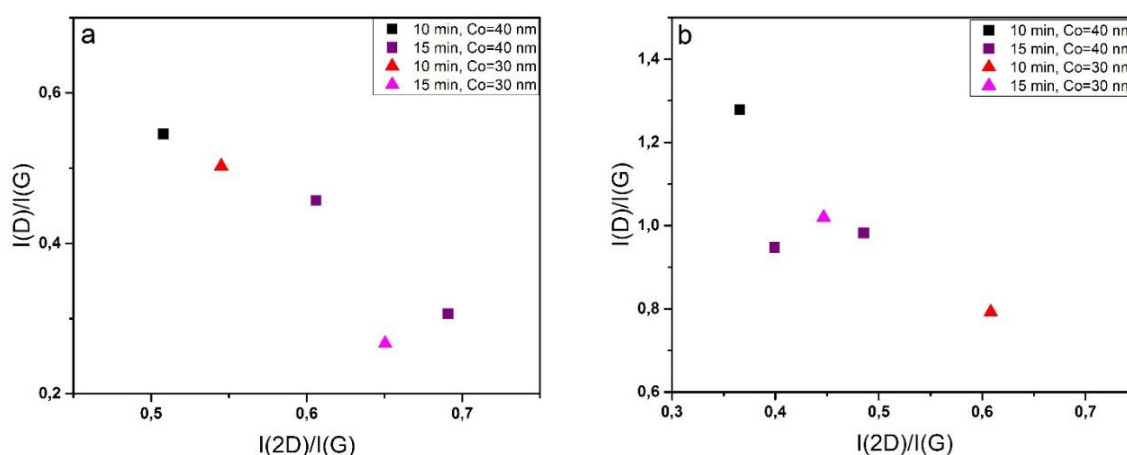 a
10 min, Co=40 nm
15 min, Co=40 nm
10 min, Co=30 nm
15 min, Co=30 nm
0,6
0,4
0,2
I(D)/I(G)
0,5 0,6 0,7
I(2D)/I(G)
b
10 min, Co=40 nm
15 min, Co=40 nm
10 min, Co=30 nm
15 min, Co=30 nm
1,4
1,2
1,0
0,8
0,6
I(D)/I(G)
0,3 0,4 0,5 0,6 0,7
I(2D)/I(G)